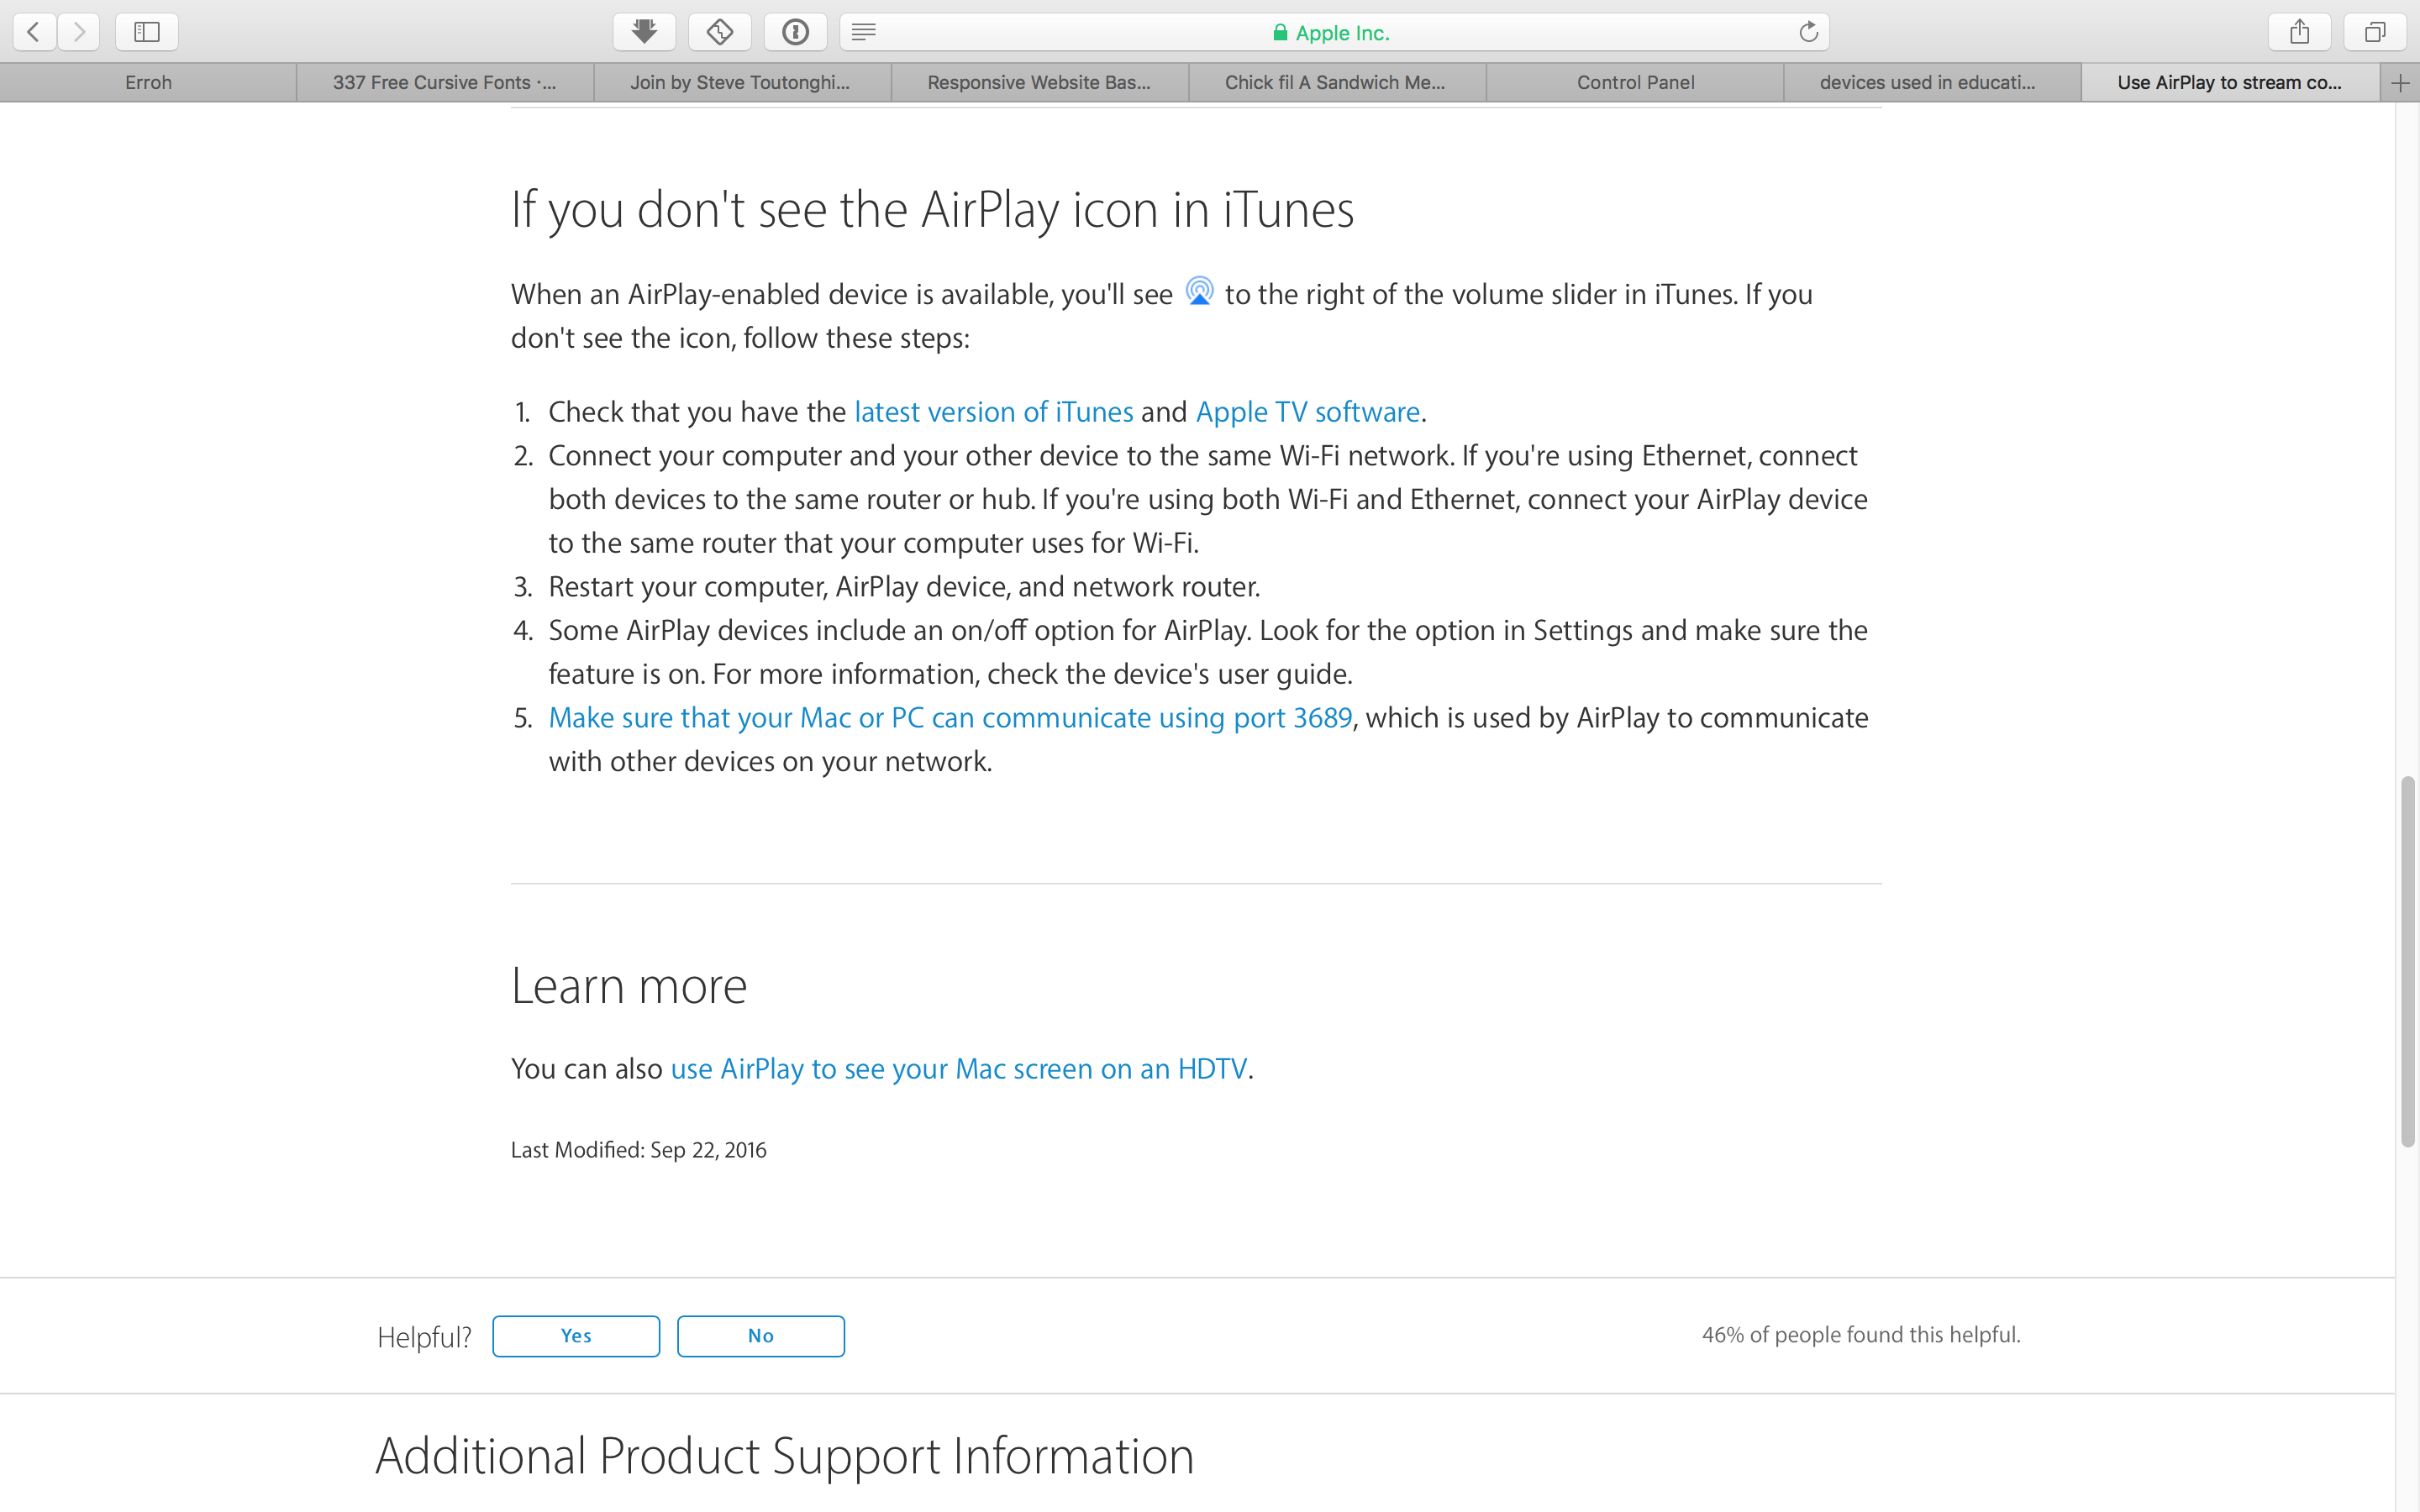 Apple Inc.
Erroh
337 Free Cursive Fonts ·...
Join by Steve Toutonghi...
Responsive Website Bas...
Chick fil A Sandwich Me...
Control Panel
devices used in educati...
Use AirPlay to stream co...
If you don't see the AirPlay icon in iTunes
When an AirPlay-enabled device is available, you'll see to the right of the volume slider in iTunes. If you
don't see the icon, follow these steps:
1. Check that you have the latest version of iTunes and Apple TV software.
2. Connect your computer and your other device to the same Wi-Fi network. If you're using Ethernet, connect
both devices to the same router or hub. If you're using both Wi-Fi and Ethernet, connect your AirPlay device
to the same router that your computer uses for Wi-Fi.
3. Restart your computer, AirPlay device, and network router.
4. Some AirPlay devices include an on/off option for AirPlay. Look for the option in Settings and make sure the
feature is on. For more information, check the device's user guide.
5. Make sure that your Mac or PC can communicate using port 3689, which is used by AirPlay to communicate
with other devices on your network.
Learn more
You can also use AirPlay to see your Mac screen on an HDTV.
Last Modified: Sep 22, 2016
Helpful?
Yes
No
46% of people found this helpful.
Additional Product Support Information